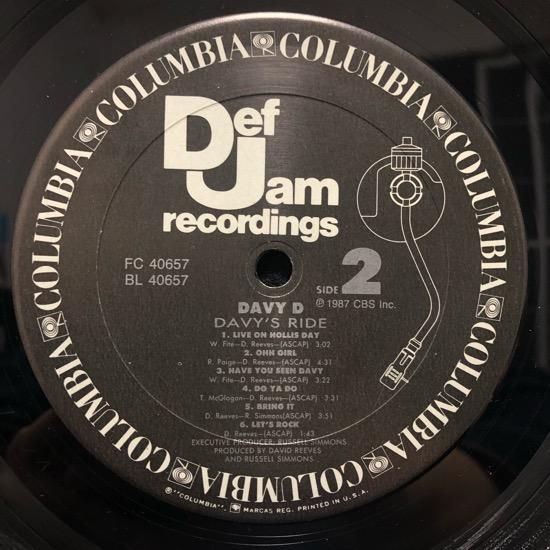 COLUMBIA COLUMBIA COLUMBIA COLUMBIA COLUMBIA COLUMBIA COLUMBIA COLUMBIA
Def
Jam
recordings
FC 40657
BL 40657
SIDE 2
℗ 1987 CBS Inc.
DAVY D
DAVY'S RIDE
1. LIVE ON HOLLIS DAY
W. Fite–D. Reeves–(ASCAP) 3:02
2. OHH GIRL
R. Paige–D. Reeves–(ASCAP) 4:31
3. HAVE YOU SEEN DAVY
W. Fite–D. Reeves–(ASCAP) 3:22
4. DO YA DO
T. McGlogan–D. Reeves–(ASCAP) 3:31
5. BRING IT
D. Reeves–R. Simmons(ASCAP) 3:51
6. LET'S ROCK
D. Reeves–(ASCAP) 1:43
EXECUTIVE PRODUCER: RUSSELL SIMMONS
PRODUCED BY DAVID REEVES
AND RUSSELL SIMMONS
"COLUMBIA", MARCAS REG. PRINTED IN U.S.A.